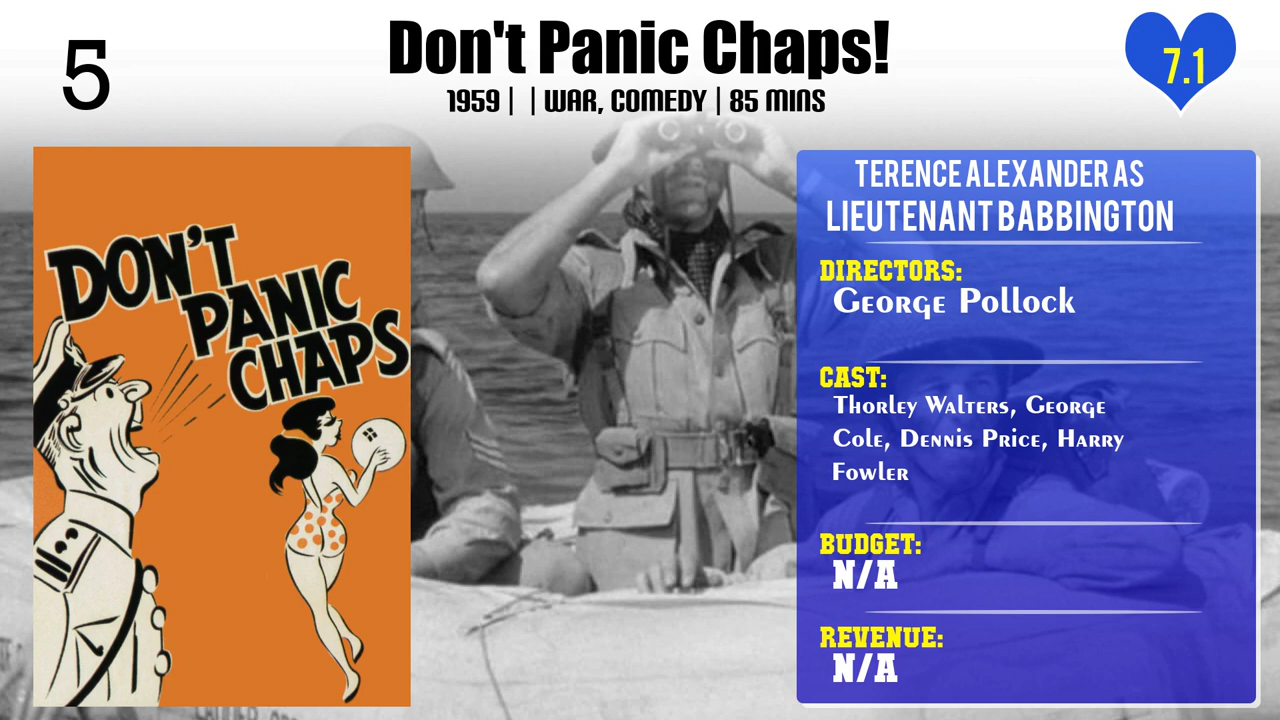 5
Don't Panic Chaps!
1959 | | WAR, COMEDY | 85 MINS
7.1
DON'T
PANIC
CHAPS
TERENCE ALEXANDER AS
LIEUTENANT BABBINGTON
DIRECTORS:
George Pollock
CAST:
Thorley Walters, George
Cole, Dennis Price, Harry
Fowler
BUDGET:
N/A
REVENUE:
N/A